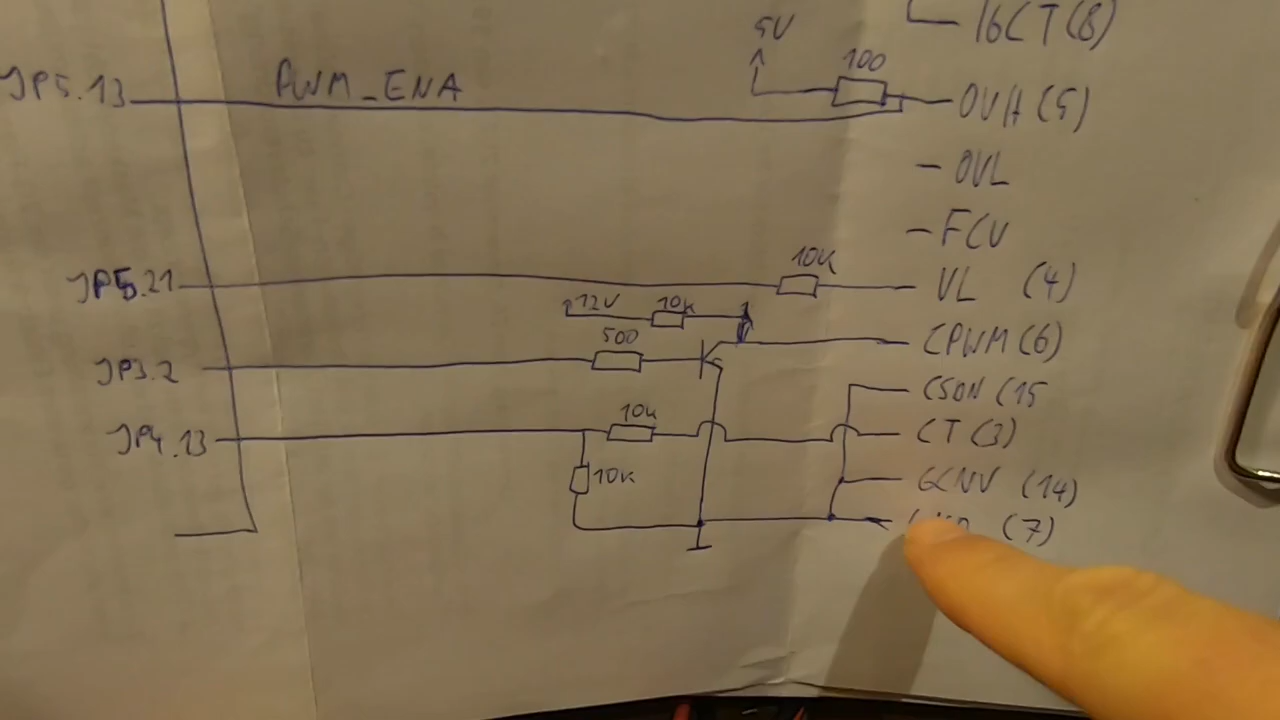 16CT(8)
5V
100
JP5.13 PWM_ENA OVH(5)
- OVL
- FCV
10k
JP5.21 VL (4)
12V 10k
500
JP3.2 CPWM(6)
CSON (15
10k
JP4.13 CT(3)
10k GCNV (14)
(7)